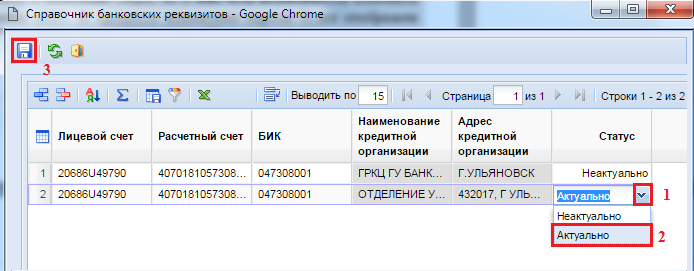 Справочник банковских реквизитов - Google Chrome
3
Выводить по 15 Страница 1 из 1 Строки 1 - 2 из 2
Лицевой счет Расчетный счет БИК Наименование кредитной организации Адрес кредитной организации Статус
1 20686U49790 4070181057308... 047308001 ГРКЦ ГУ БАНК... Г.УЛЬЯНОВСК Неактуально
2 20686U49790 4070181057308... 047308001 ОТДЕЛЕНИЕ У... 432017, Г УЛЬ... Актуально 1
Неактуально
Актуально 2